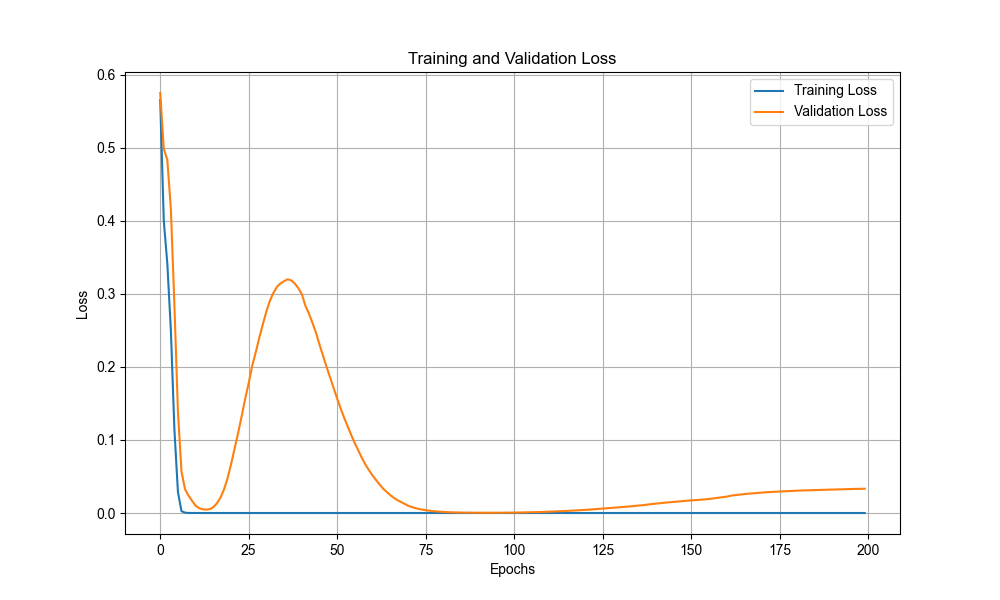 Training and Validation Loss
Training Loss
Validation Loss
0.6
0.5
0.4
0.3
0.2
0.1
0.0
Loss
0 25 50 75 100 125 150 175 200
Epochs